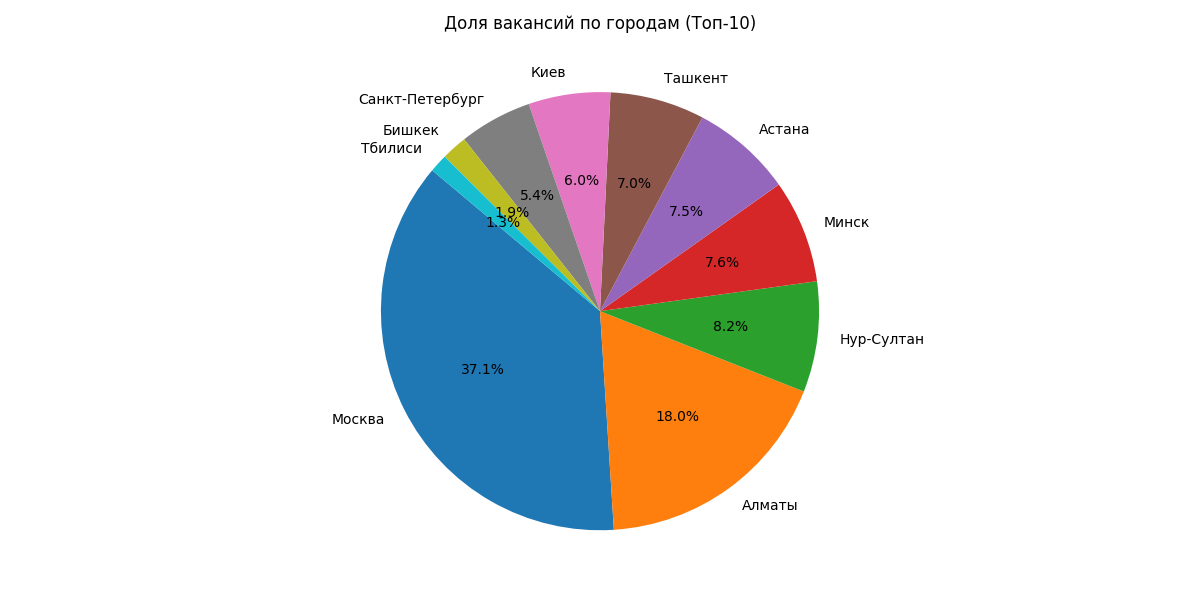 Доля вакансий по городам (Топ-10)
Киев
Ташкент
Санкт-Петербург
Астана
Бишкек
Тбилиси
6.0%
7.0%
5.4%
7.5%
1.9%
1.3%
Минск
7.6%
8.2%
Нур-Султан
37.1%
18.0%
Москва
Алматы